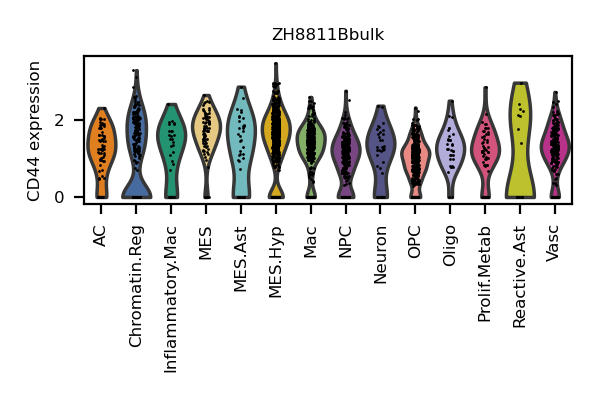 ZH8811Bbulk
CD44 expression
2
0
AC
Chromatin.Reg
Inflammatory.Mac
MES
MES.Ast
MES.Hyp
Mac
NPC
Neuron
OPC
Oligo
Prolif.Metab
Reactive.Ast
Vasc